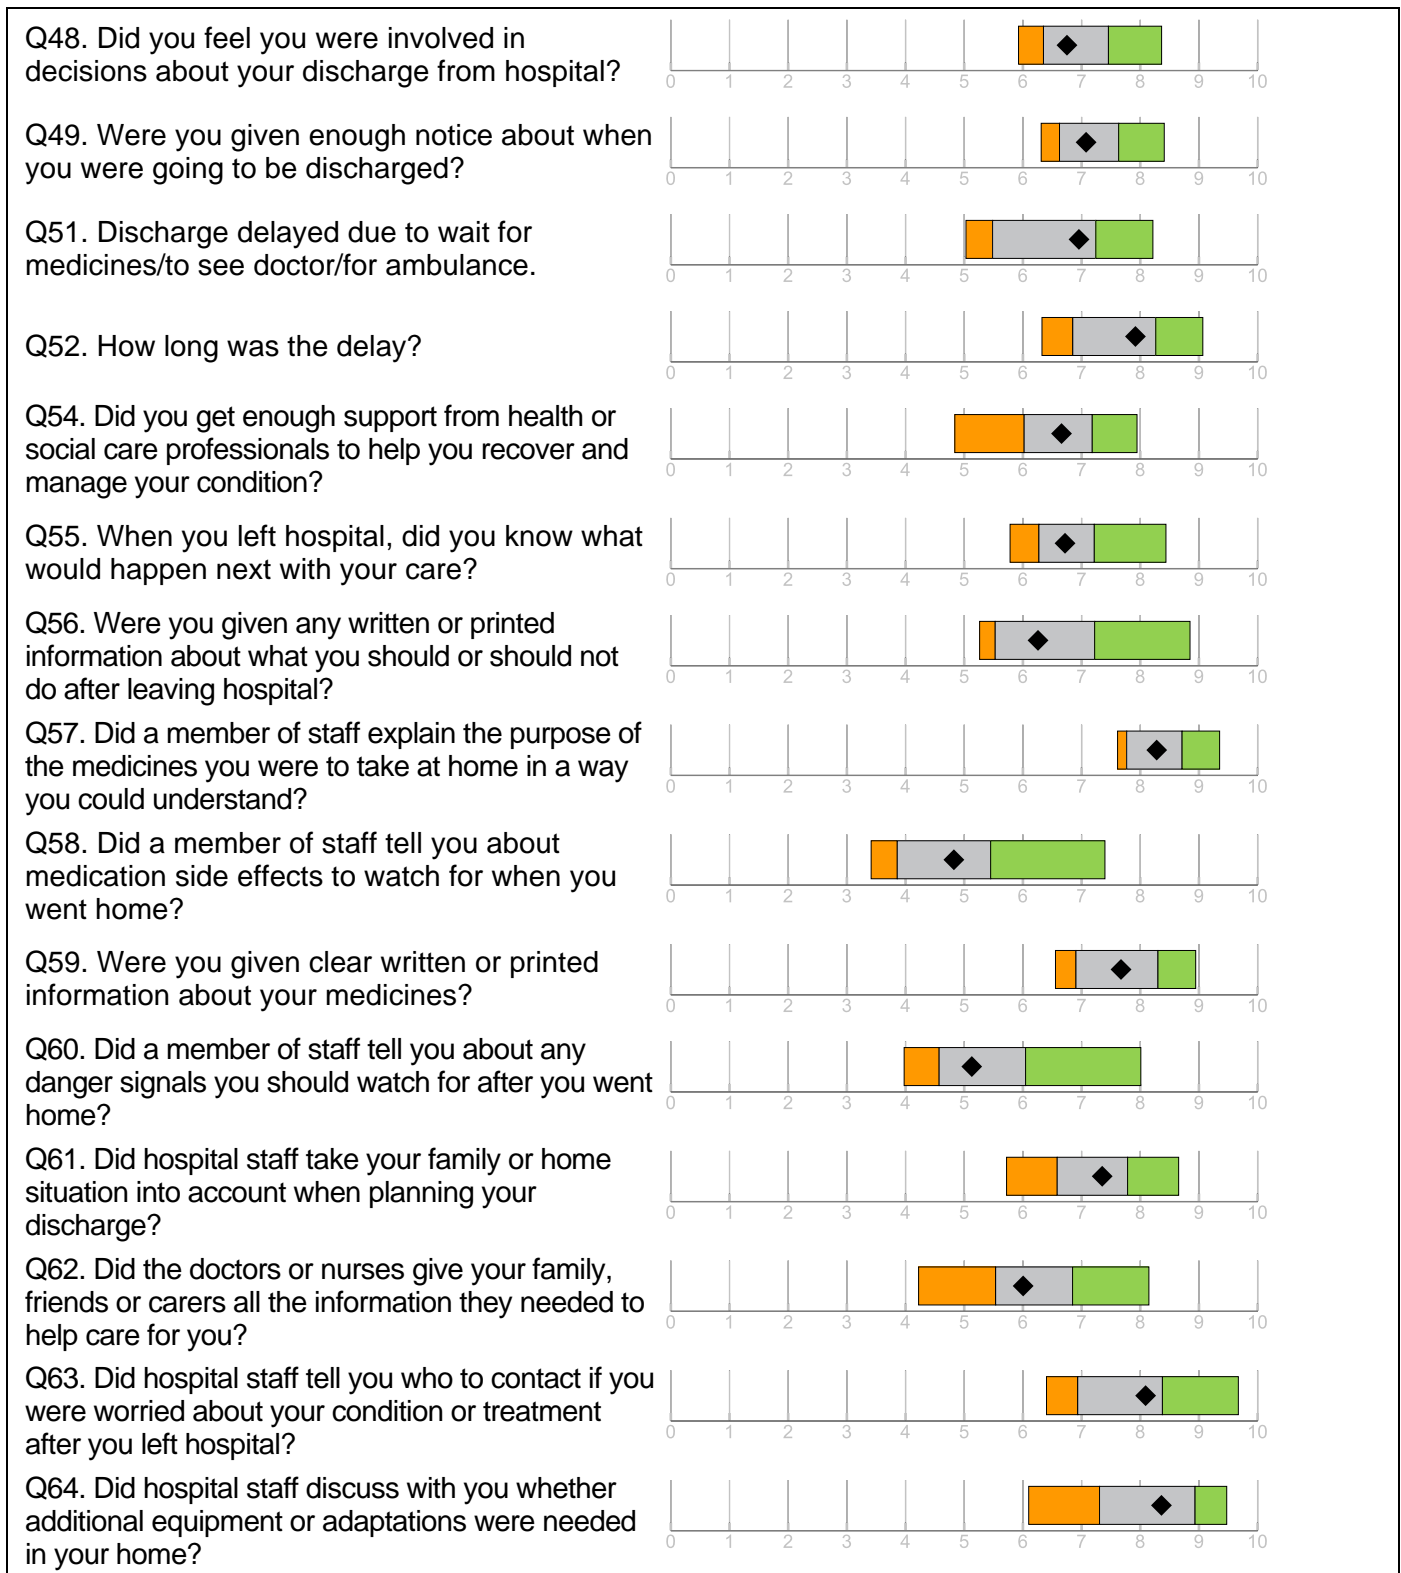 Q48. Did you feel you were involved in
decisions about your discharge from hospital?
0 1 2 3 4 5 6 7 8 9 10
Q49. Were you given enough notice about when
you were going to be discharged?
0 1 2 3 4 5 6 7 8 9 10
Q51. Discharge delayed due to wait for
medicines/to see doctor/for ambulance.
0 1 2 3 4 5 6 7 8 9 10
Q52. How long was the delay?
0 1 2 3 4 5 6 7 8 9 10
Q54. Did you get enough support from health or
social care professionals to help you recover and
manage your condition?
0 1 2 3 4 5 6 7 8 9 10
Q55. When you left hospital, did you know what
would happen next with your care?
0 1 2 3 4 5 6 7 8 9 10
Q56. Were you given any written or printed
information about what you should or should not
do after leaving hospital?
0 1 2 3 4 5 6 7 8 9 10
Q57. Did a member of staff explain the purpose of
the medicines you were to take at home in a way
you could understand?
0 1 2 3 4 5 6 7 8 9 10
Q58. Did a member of staff tell you about
medication side effects to watch for when you
went home?
0 1 2 3 4 5 6 7 8 9 10
Q59. Were you given clear written or printed
information about your medicines?
0 1 2 3 4 5 6 7 8 9 10
Q60. Did a member of staff tell you about any
danger signals you should watch for after you went
home?
0 1 2 3 4 5 6 7 8 9 10
Q61. Did hospital staff take your family or home
situation into account when planning your
discharge?
0 1 2 3 4 5 6 7 8 9 10
Q62. Did the doctors or nurses give your family,
friends or carers all the information they needed to
help care for you?
0 1 2 3 4 5 6 7 8 9 10
Q63. Did hospital staff tell you who to contact if you
were worried about your condition or treatment
after you left hospital?
0 1 2 3 4 5 6 7 8 9 10
Q64. Did hospital staff discuss with you whether
additional equipment or adaptations were needed
in your home?
0 1 2 3 4 5 6 7 8 9 10